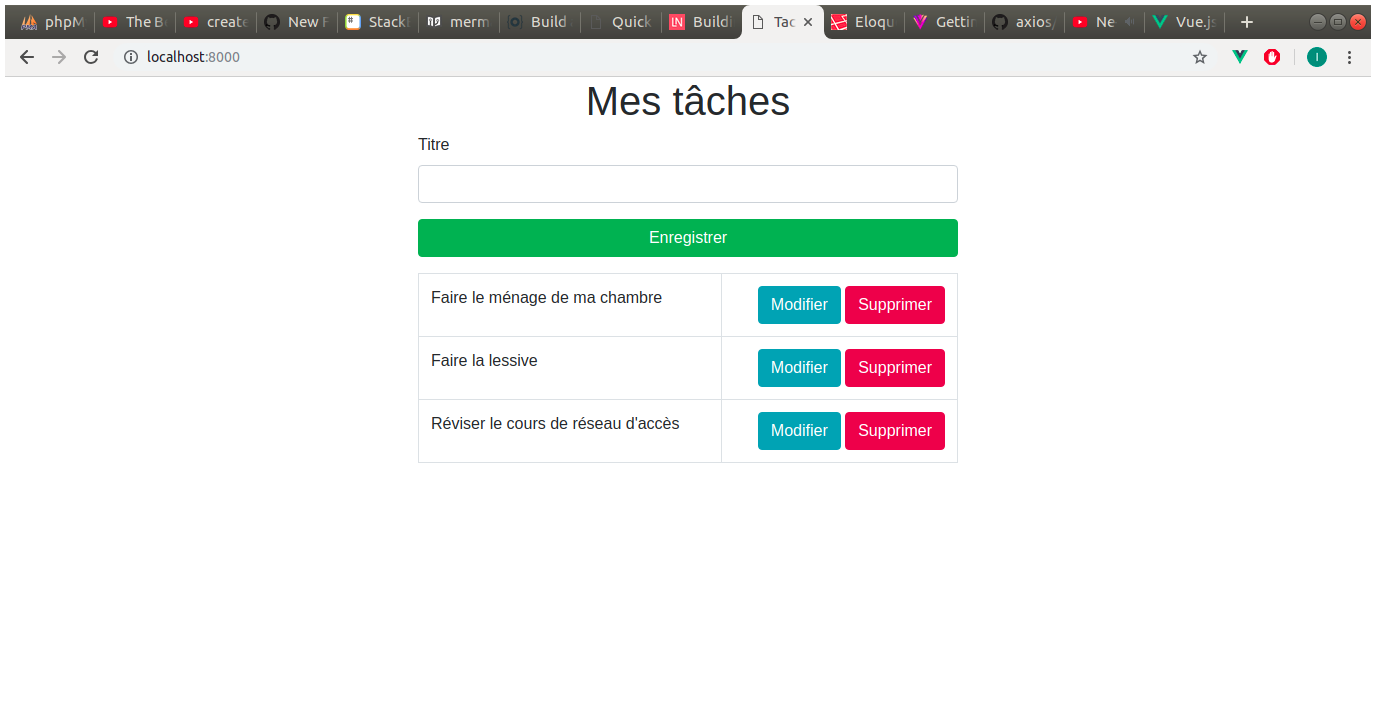 phpM The Be create New F Stack merm Build Quick Buildi Tac Eloqu Gettin axios/ Ne Vue.js
localhost:8000
Mes tâches
Titre
Enregistrer
Faire le ménage de ma chambre Modifier Supprimer
Faire la lessive Modifier Supprimer
Réviser le cours de réseau d'accès Modifier Supprimer